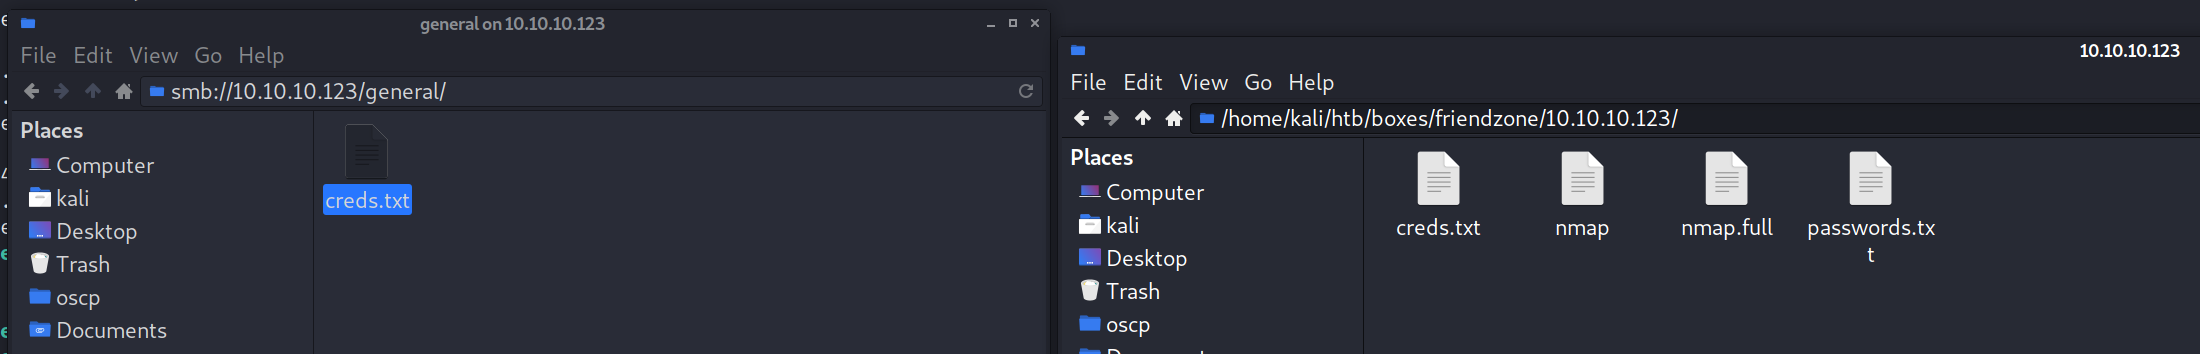 general on 10.10.10.123
File Edit View Go Help
smb://10.10.10.123/general/
Places
Computer
kali
Desktop
Trash
oscp
Documents
creds.txt
10.10.10.123
File Edit View Go Help
/home/kali/htb/boxes/friendzone/10.10.10.123/
Places
Computer
kali
Desktop
Trash
oscp
creds.txt nmap nmap.full passwords.tx
t